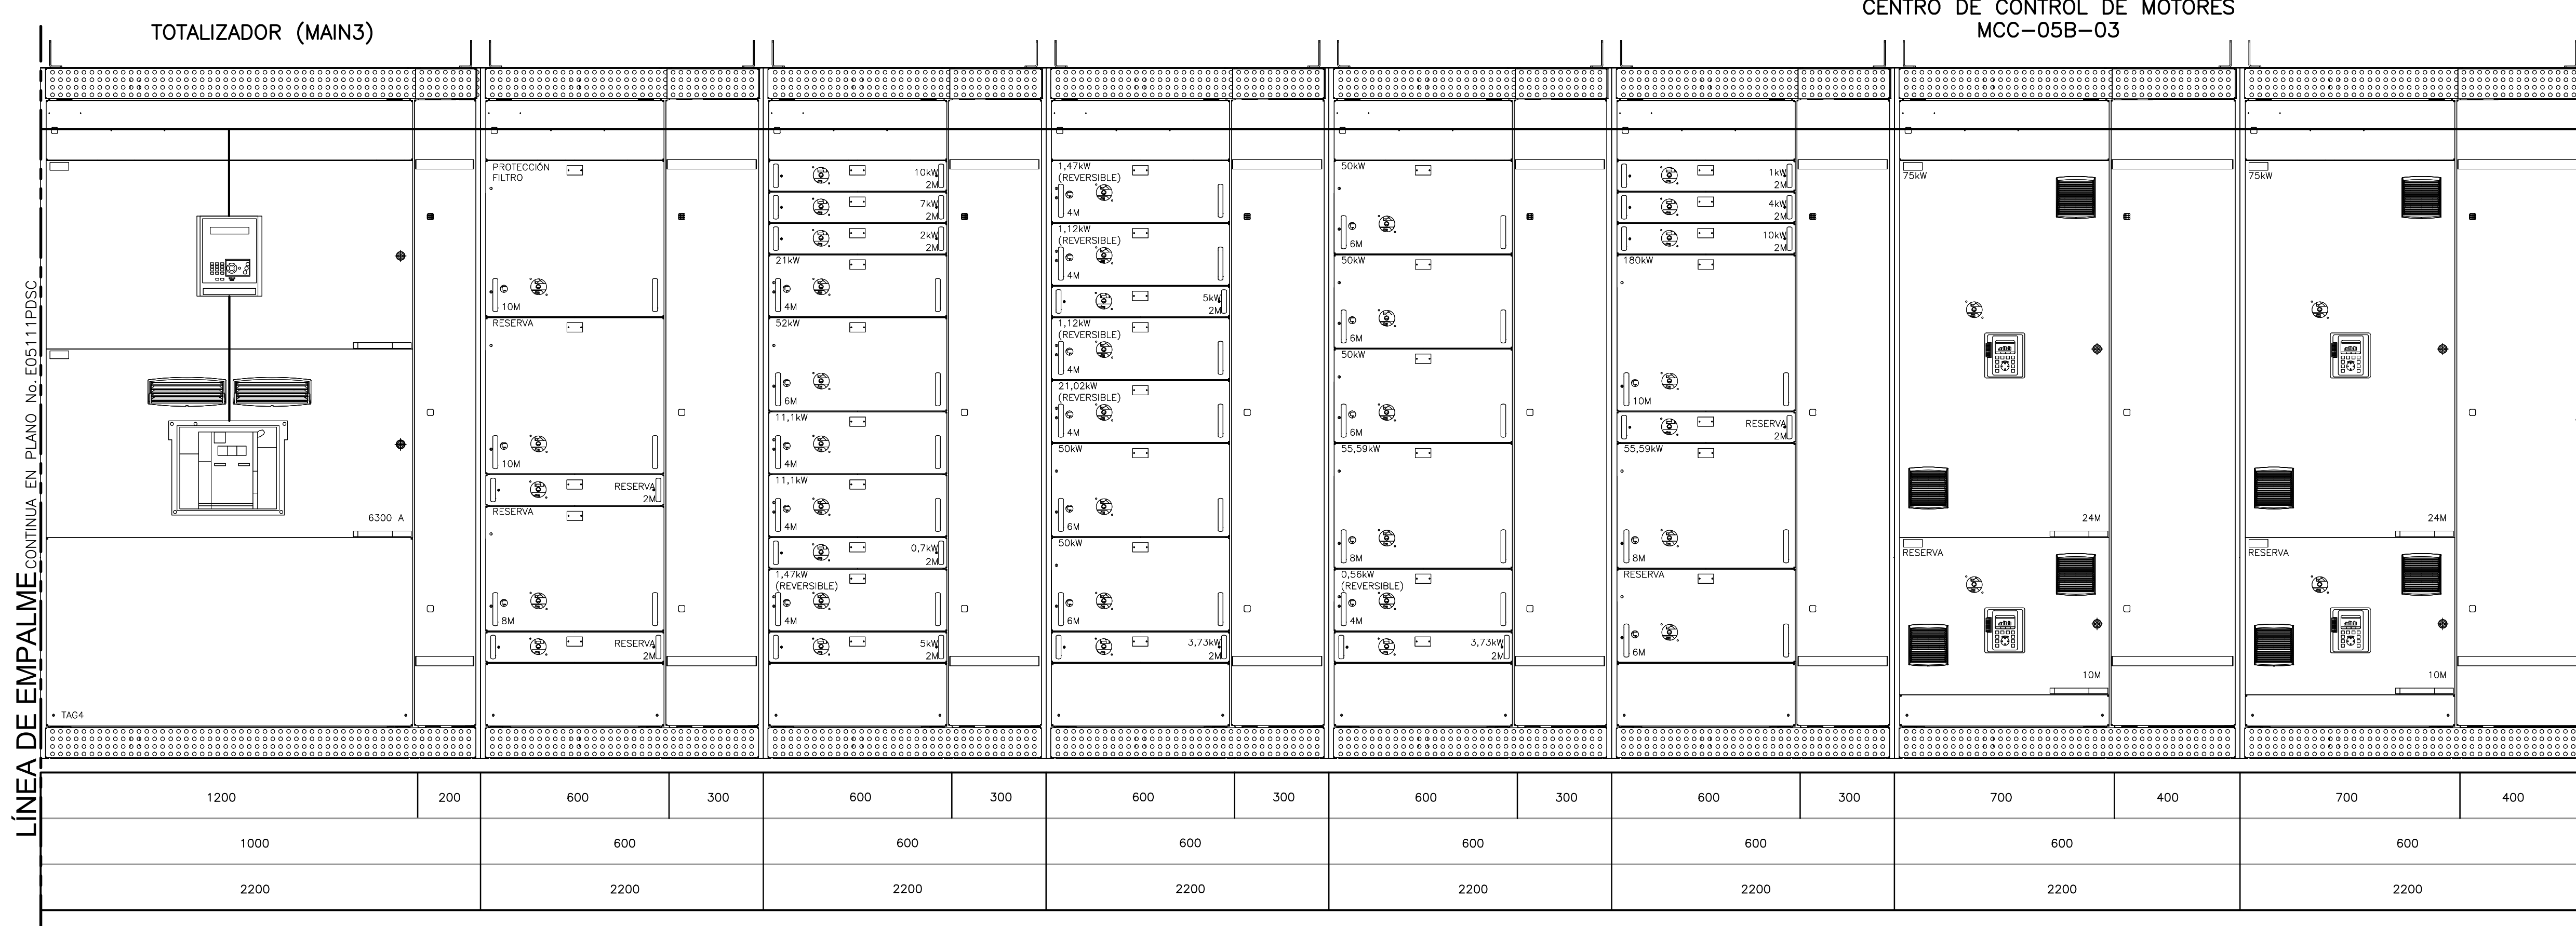 TOTALIZADOR (MAIN3)
CENTRO DE CONTROL DE MOTORES
MCC-05B-03
LÍNEA DE EMPALME
CONTINUA EN PLANO No. E05111PDSC
6300 A
TAG4
PROTECCIÓN
FILTRO
10M
RESERVA
10M
RESERVA
2M
RESERVA
8M
RESERVA
2M
10kW
2M
7kW
2M
2kW
2M
21kW
4M
52kW
6M
11,1kW
4M
11,1kW
4M
0,7kW
2M
1,47kW
(REVERSIBLE)
4M
5kW
2M
1,47kW
(REVERSIBLE)
4M
1,12kW
(REVERSIBLE)
4M
5kW
2M
1,12kW
(REVERSIBLE)
4M
21,02kW
(REVERSIBLE)
4M
50kW
6M
50kW
6M
3,73kW
2M
50kW
6M
50kW
6M
50kW
6M
55,59kW
8M
0,56kW
(REVERSIBLE)
4M
3,73kW
2M
1kW
2M
4kW
2M
10kW
2M
180kW
10M
RESERVA
2M
55,59kW
8M
RESERVA
6M
75kW
24M
RESERVA
10M
75kW
24M
RESERVA
10M
1200 200 600 300 600 300 600 300 600 300 600 300 700 400 700 400
1000 600 600 600 600 600 600 600
2200 2200 2200 2200 2200 2200 2200 2200